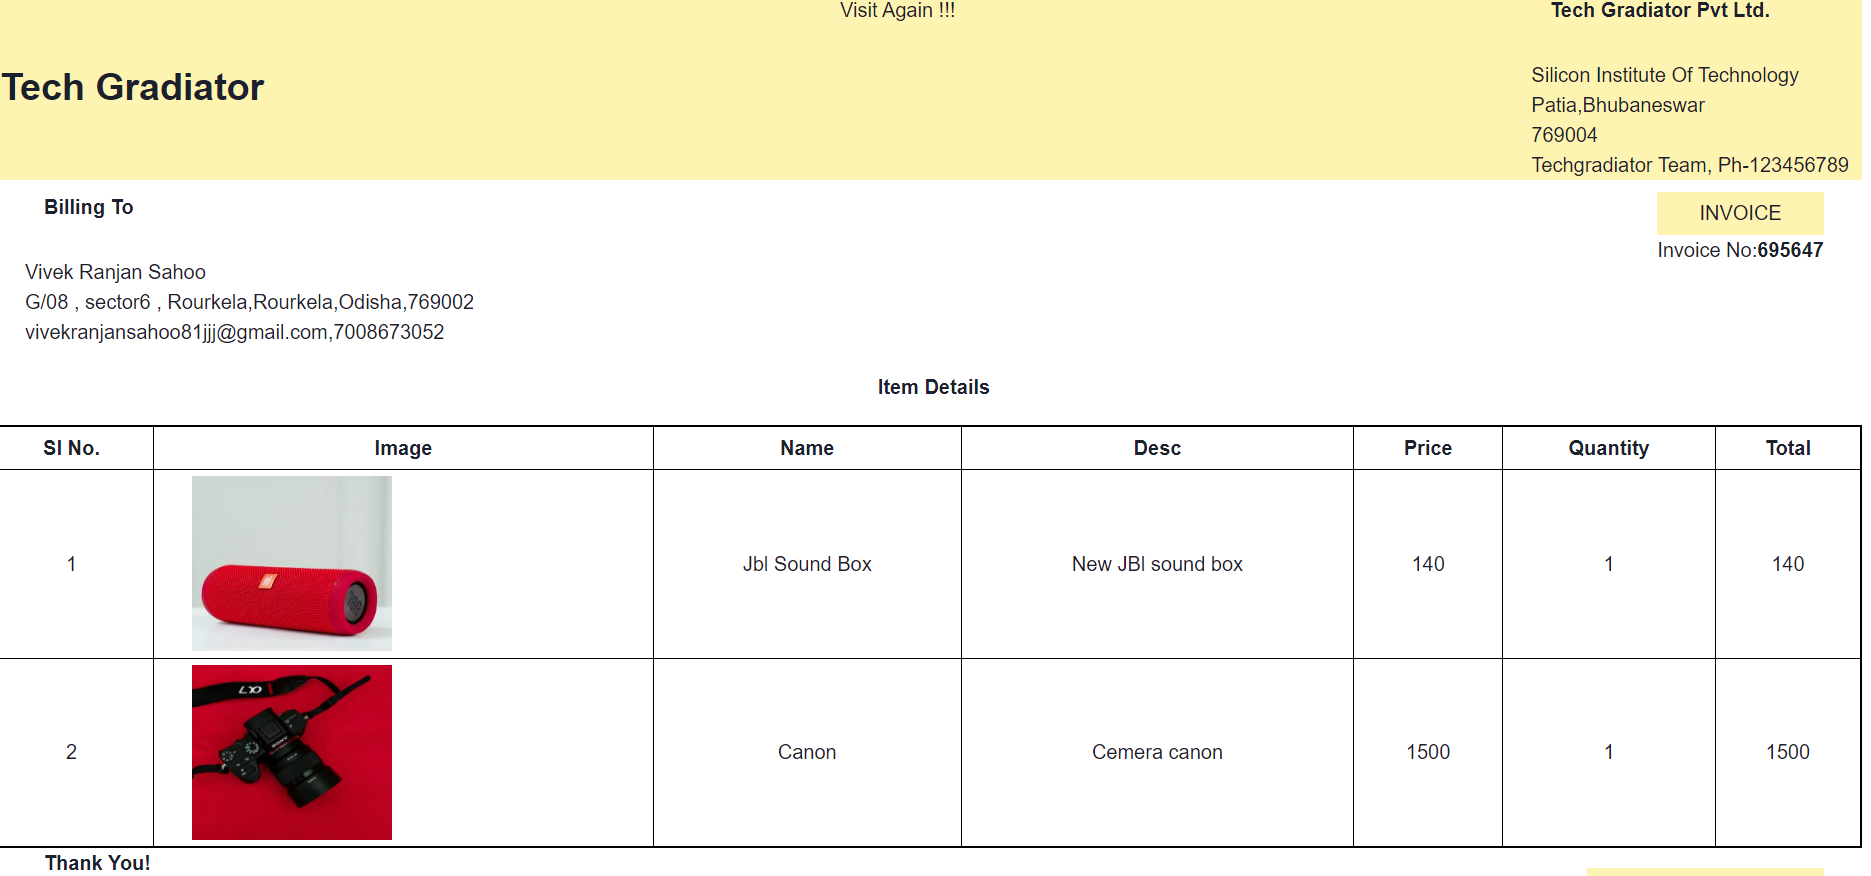 Visit Again !!!
Tech Gradiator Pvt Ltd.
Tech Gradiator
Silicon Institute Of Technology
Patia,Bhubaneswar
769004
Techgradiator Team, Ph-123456789
Billing To
INVOICE
Invoice No:695647
Vivek Ranjan Sahoo
G/08 , sector6 , Rourkela,Rourkela,Odisha,769002
vivekranjansahoo81jjj@gmail.com,7008673052
Item Details
Sl No. Image Name Desc Price Quantity Total
1 Jbl Sound Box New JBl sound box 140 1 140
JBL
2 Canon Cemera canon 1500 1 1500
α7
SONY
Thank You!